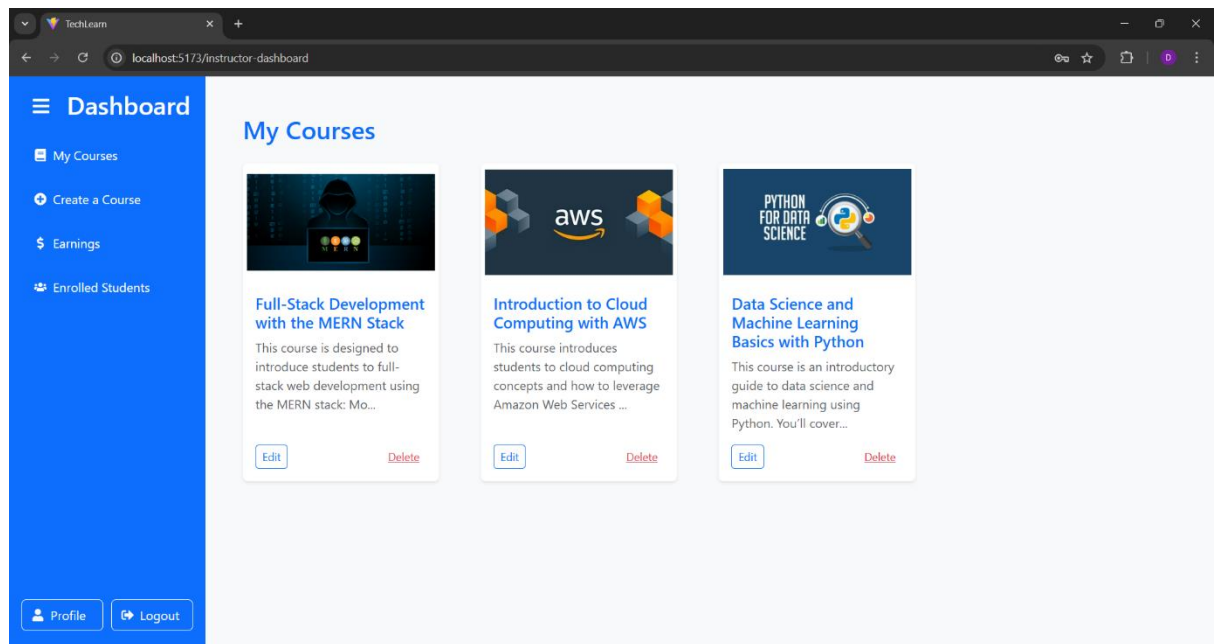 TechLearn
localhost:5173/instructor-dashboard
D
Dashboard
My Courses
Create a Course
$ Earnings
Enrolled Students
Profile
Logout
My Courses
MERN
Full-Stack Development
with the MERN Stack
This course is designed to
introduce students to full-
stack web development using
the MERN stack: Mo...
Edit
Delete
aws
Introduction to Cloud
Computing with AWS
This course introduces
students to cloud computing
concepts and how to leverage
Amazon Web Services ...
Edit
Delete
PYTHON
FOR DATA
SCIENCE
Data Science and
Machine Learning
Basics with Python
This course is an introductory
guide to data science and
machine learning using
Python. You'll cover...
Edit
Delete